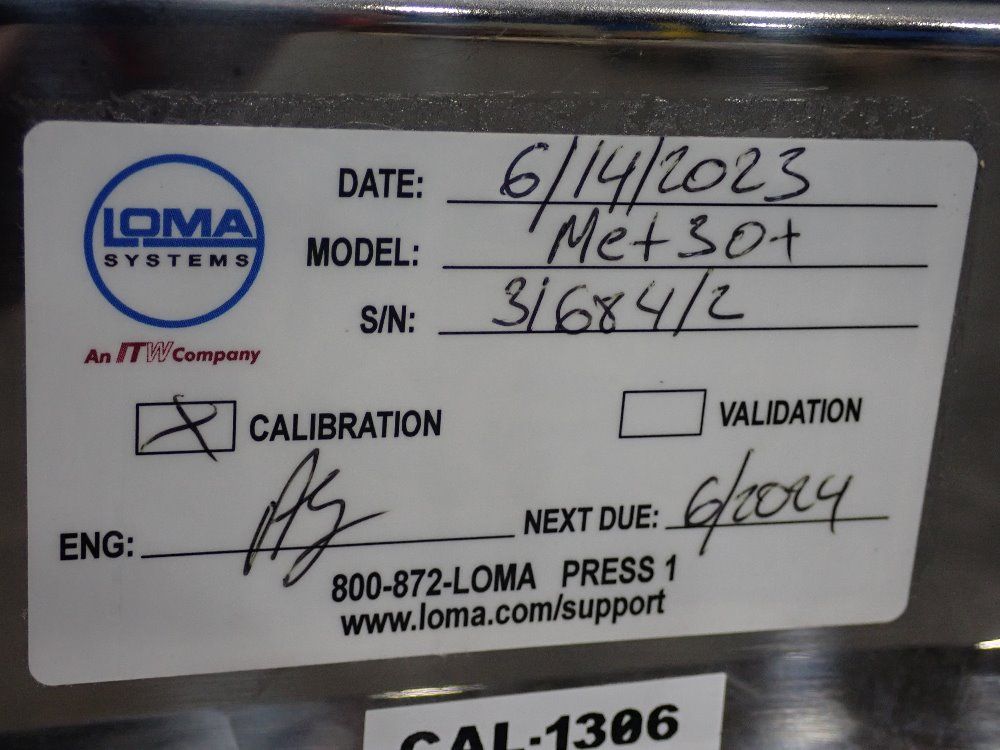 LOMA
SYSTEMS
An ITW Company
DATE: 6/14/2023
MODEL: Met30+
S/N: 31684/2
CALIBRATION
VALIDATION
ENG:
NEXT DUE: 6/2024
800-872-LOMA PRESS 1
www.loma.com/support
CAL-1306